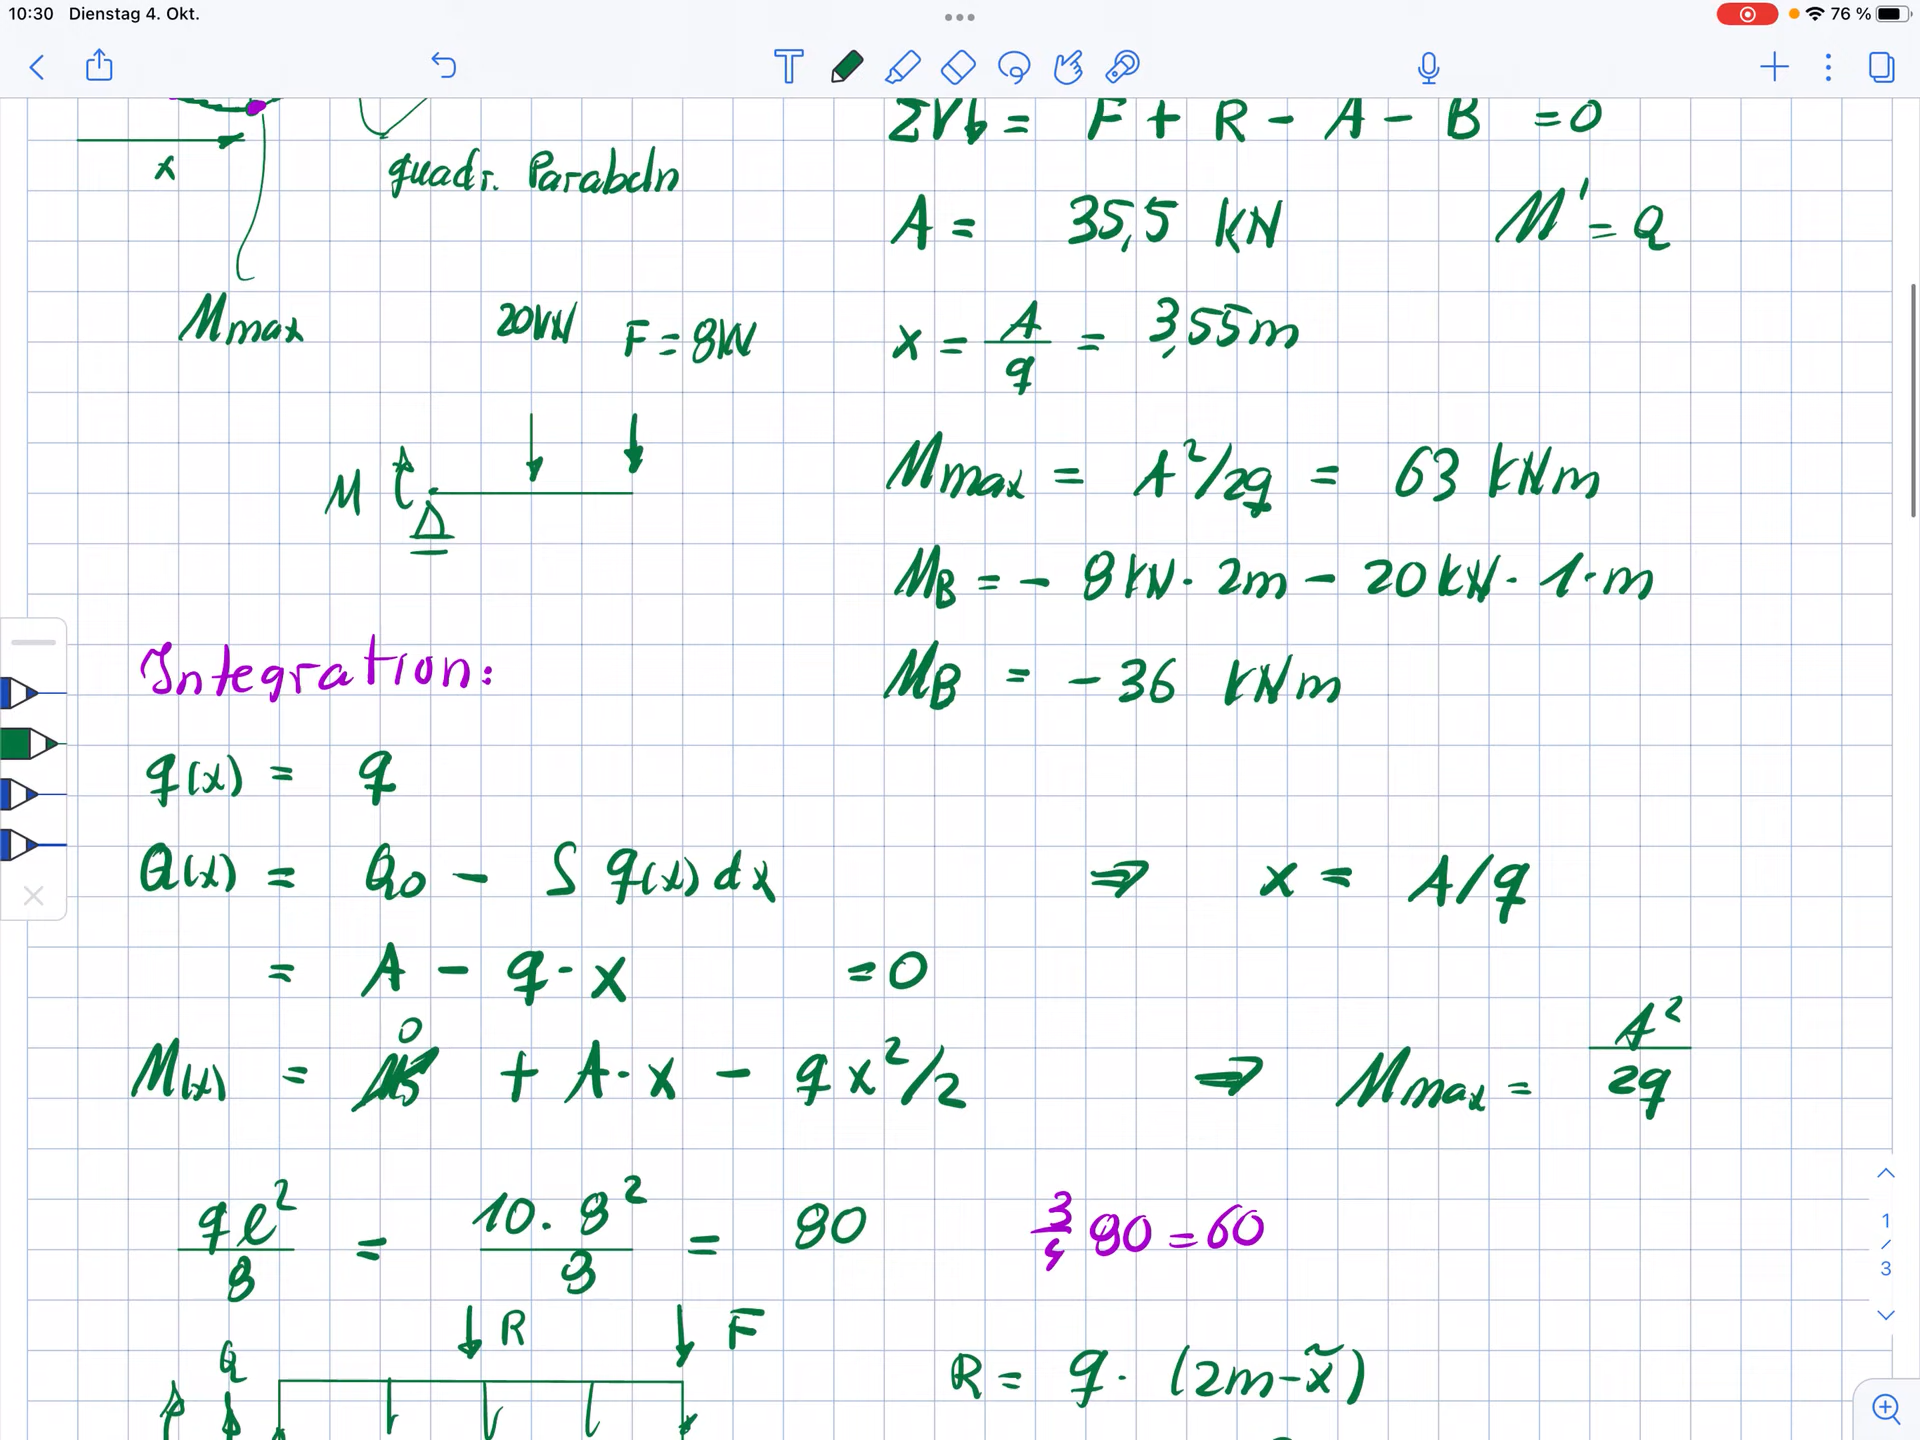 10:30 Dienstag 4. Okt.
76 %
ΣVb = F + R - A - B = 0
x
quadr. Parabeln
A = 35,5 kN
M' = Q
Mmax
20kN
F = 8kN
x = A/q = 3,55m
M
Mmax = A²/2q = 63 kNm
MB = - 8kN · 2m - 20kN · 1·m
Integration:
MB = - 36 kNm
q(x) = q
Q(x) = Q0 - ∫ q(x)dx
⇒ x = A/q
= A - q · x = 0
0
M(x) = M0 + A · x - qx²/2
⇒ Mmax = A²/2q
ql²/8 = 10 · 8²/8 = 80
3/4 80 = 60
R
F
Q
R = q · (2m - x̃)
1/3